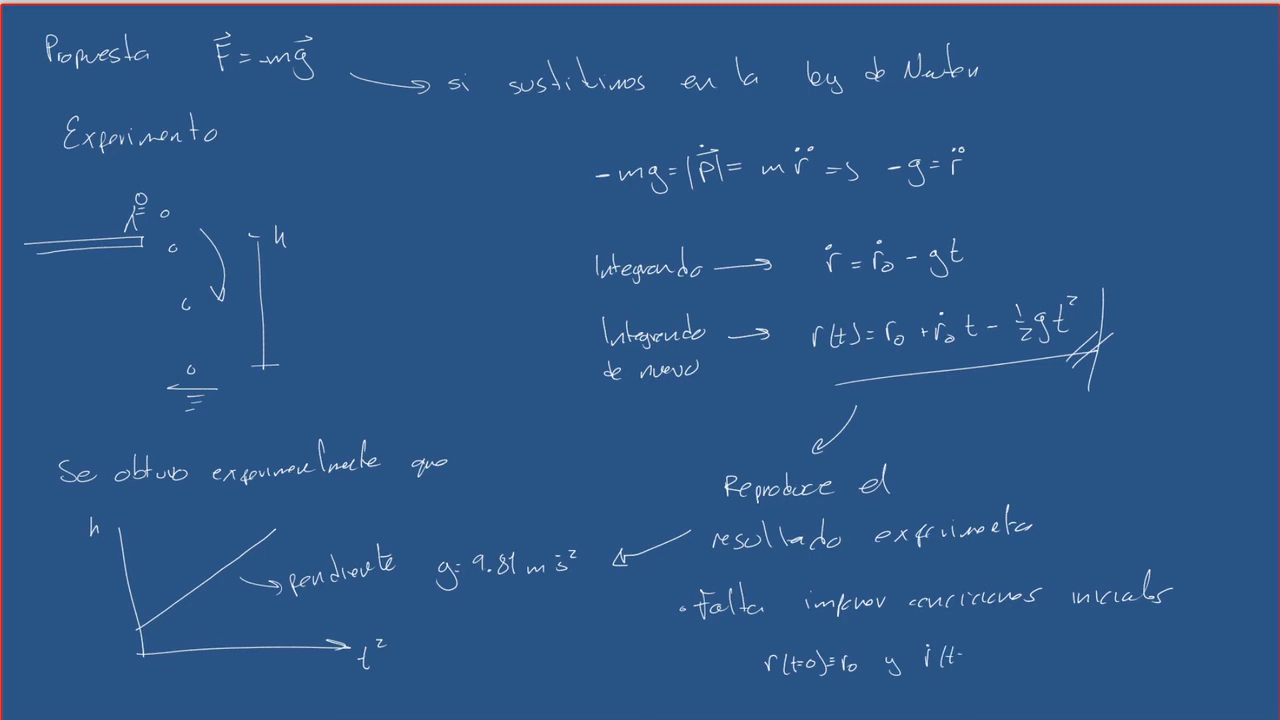 Propuesta F⃗ = -mg⃗
→ si sustituimos en la ley de Newton
Experimento
h
Se obtuvo experimentalmente que
h
t²
pendiente g=9.81 m s⁻²
-mg = |p⃗̇| = m r̈ => -g = r̈
Integrando → ṙ = ṙ₀ - gt
Integrando de nuevo → r(t) = r₀ + ṙ₀ t - ½gt²
Reproduce el
resultado experimental
• Falta imponer condiciones iniciales
r(t=0)=r₀ y ṙ(t-